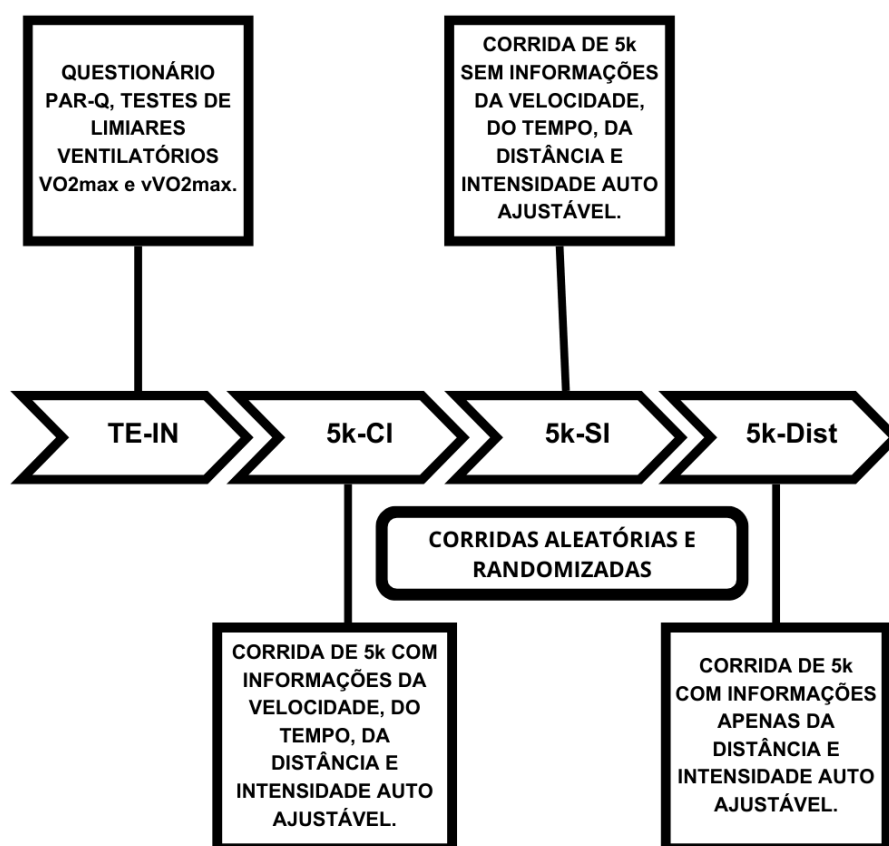 QUESTIONÁRIO
PAR-Q, TESTES DE
LIMIARES
VENTILATÓRIOS
VO2max e vVO2max.
CORRIDA DE 5k
SEM INFORMAÇÕES
DA VELOCIDADE,
DO TEMPO, DA
DISTÂNCIA E
INTENSIDADE AUTO
AJUSTÁVEL.
TE-IN
5k-CI
5k-SI
5k-Dist
CORRIDAS ALEATÓRIAS E
RANDOMIZADAS
CORRIDA DE 5k COM
INFORMAÇÕES DA
VELOCIDADE, DO
TEMPO, DA
DISTÂNCIA E
INTENSIDADE AUTO
AJUSTÁVEL.
CORRIDA DE 5k
COM INFORMAÇÕES
APENAS DA
DISTÂNCIA E
INTENSIDADE AUTO
AJUSTÁVEL.